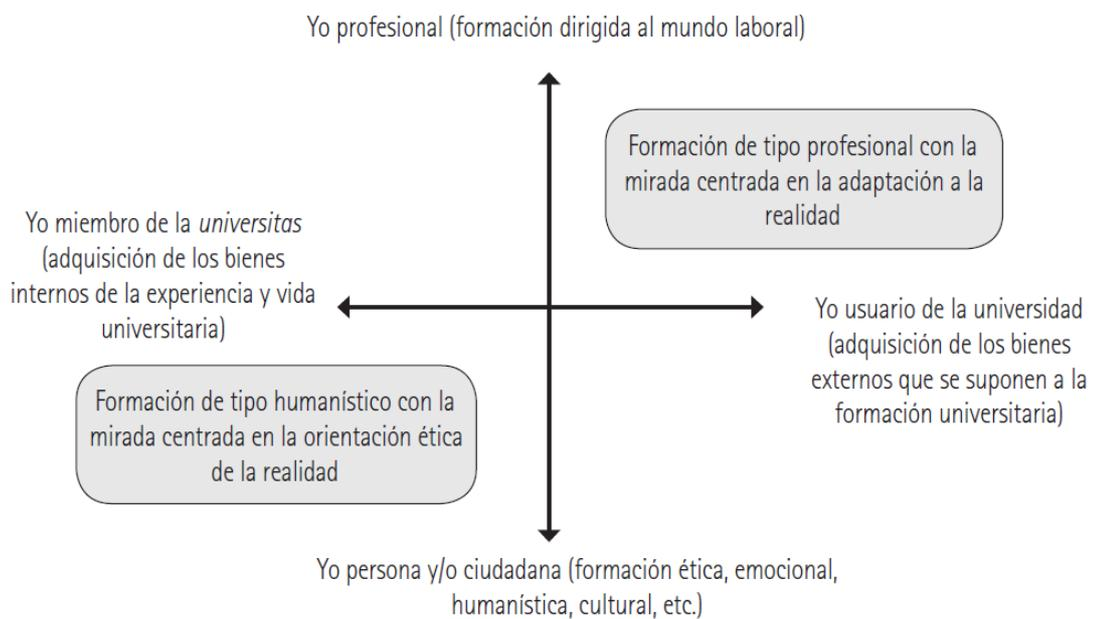 Yo profesional (formación dirigida al mundo laboral)
Formación de tipo profesional con la
mirada centrada en la adaptación a la
realidad
Yo miembro de la universitas
(adquisición de los bienes
internos de la experiencia y vida
universitaria)
Yo usuario de la universidad
(adquisición de los bienes
externos que se suponen a la
formación universitaria)
Formación de tipo humanístico con la
mirada centrada en la orientación ética
de la realidad
Yo persona y/o ciudadana (formación ética, emocional,
humanística, cultural, etc.)